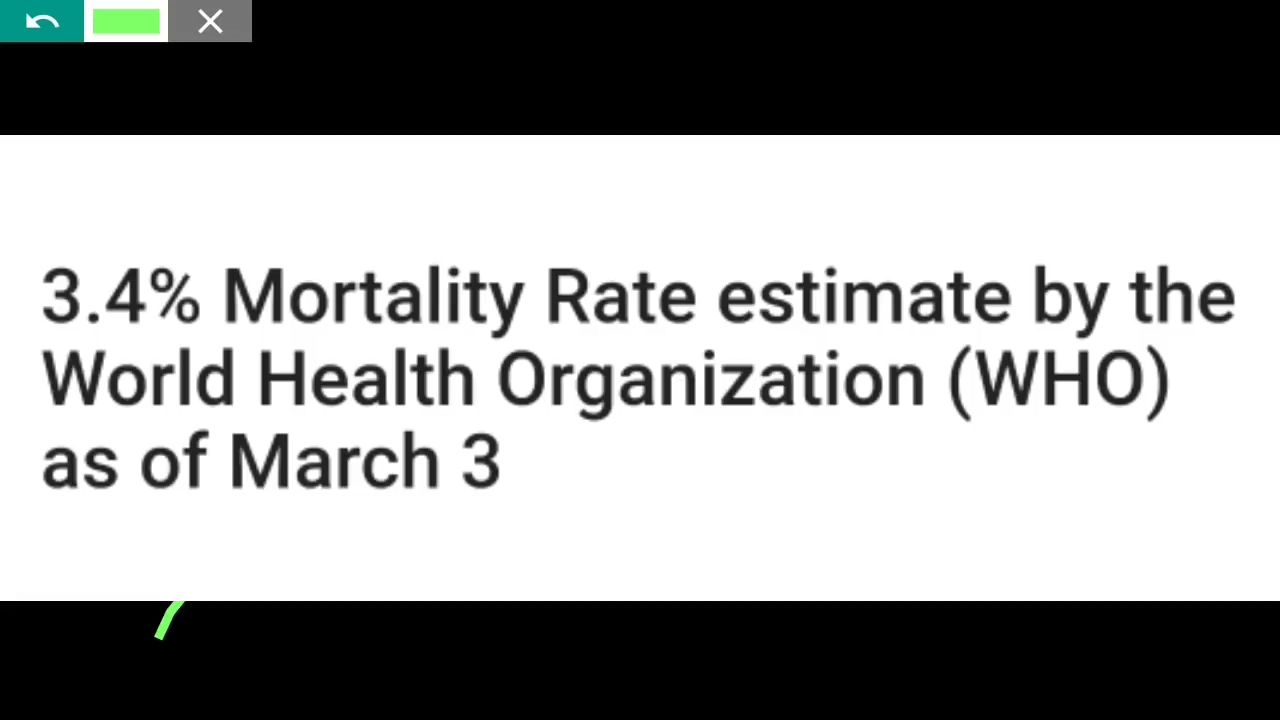 3.4% Mortality Rate estimate by the
World Health Organization (WHO)
as of March 3